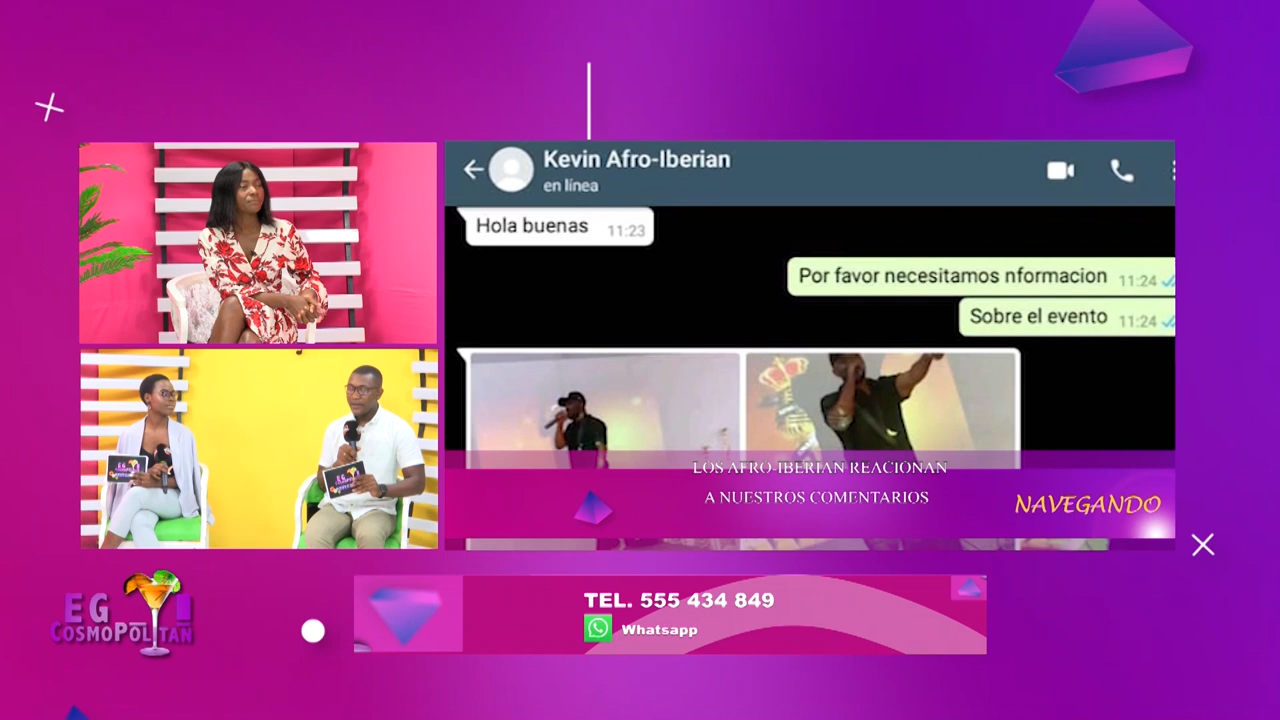 Kevin Afro-Iberian
en línea
Hola buenas 11:23
Por favor necesitamos nformacion 11:24
Sobre el evento 11:24
LOS AFRO-IBERIAN REACIONAN
A NUESTROS COMENTARIOS
NAVEGANDO
EG
COSMOPOLITAN
TEL. 555 434 849
Whatsapp